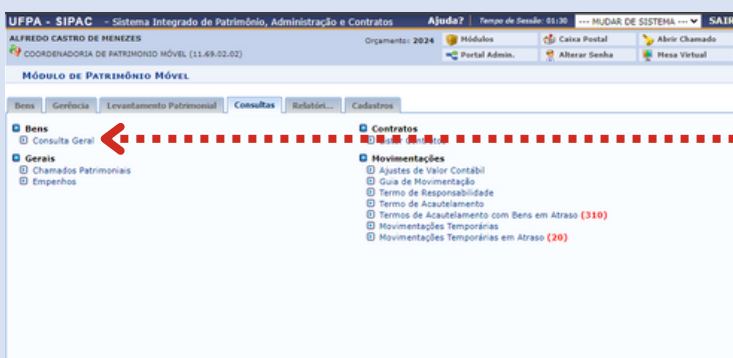 UFPA - SIPAC - Sistema Integrado de Patrimônio, Administração e Contratos
Ajuda? Tempo de Sessão: 01:30 --- MUDAR DE SISTEMA --- SAIR
ALFREDO CASTRO DE MENEZES
Orçamento: 2024
Módulos Caixa Postal Abrir Chamado
COORDENADORIA DE PATRIMONIO MÓVEL (11.69.02.02)
Portal Admin. Alterar Senha Mesa Virtual
MÓDULO DE PATRIMÔNIO MÓVEL
Bens Gerência Levantamento Patrimonial Consultas Relatóri... Cadastros
Bens
Consulta Geral
Gerais
Chamados Patrimoniais
Empenhos
Contratos
Listar Contratos
Movimentações
Ajustes de Valor Contábil
Guia de Movimentação
Termo de Responsabilidade
Termo de Acautelamento
Termos de Acautelamento com Bens em Atraso (310)
Movimentações Temporárias
Movimentações Temporárias em Atraso (20)